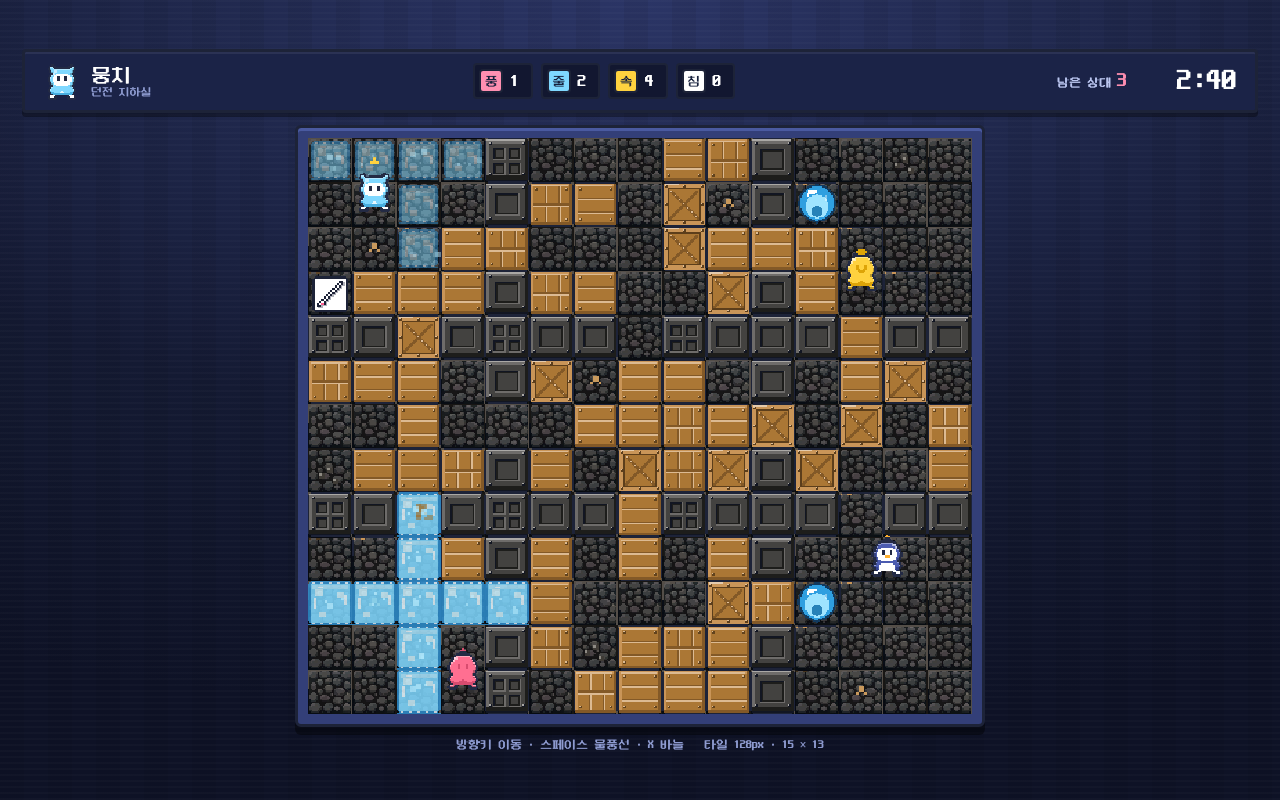 뭉치
던전 지하실
풍 1 줄 2 속 4 침 0
남은 상대 3
2:40
방향키 이동 · 스페이스 물풍선 · X 바늘 타일 128px · 15 × 13